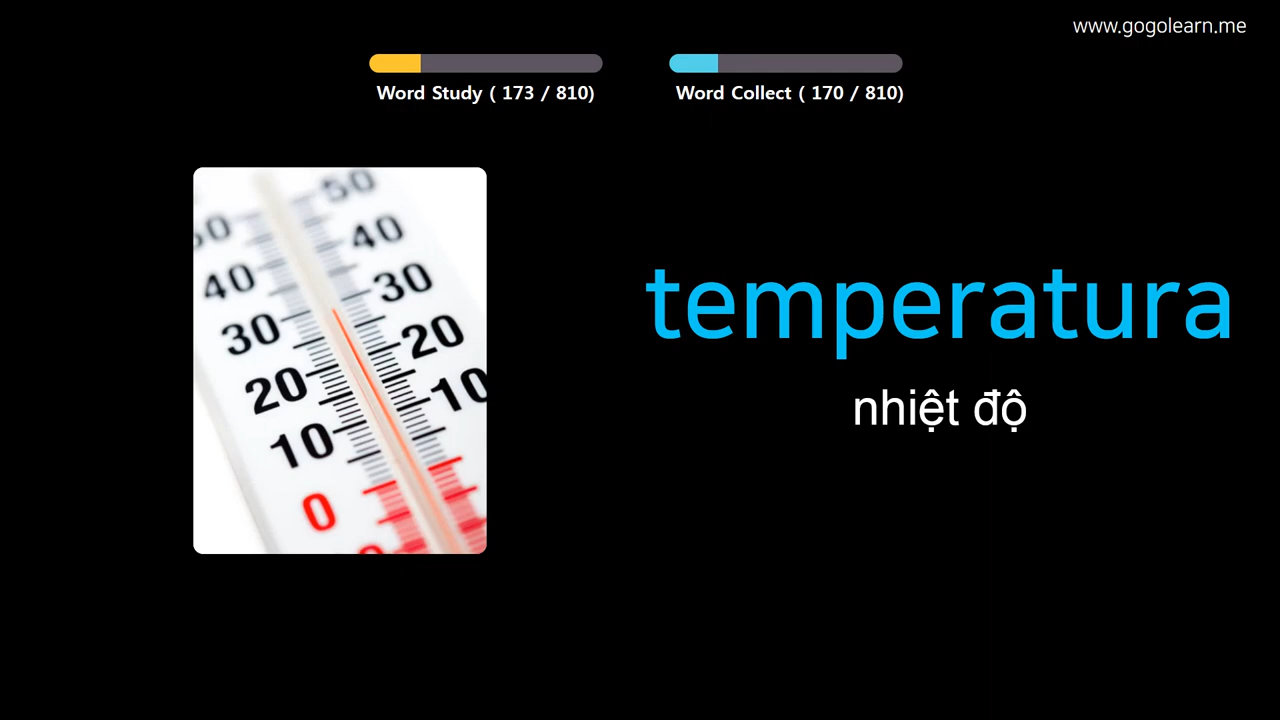 www.gogolearn.me
Word Study ( 173 / 810)
Word Collect ( 170 / 810)
50
50
40
40
30
30
20
20
10
10
0
temperatura
nhiệt độ